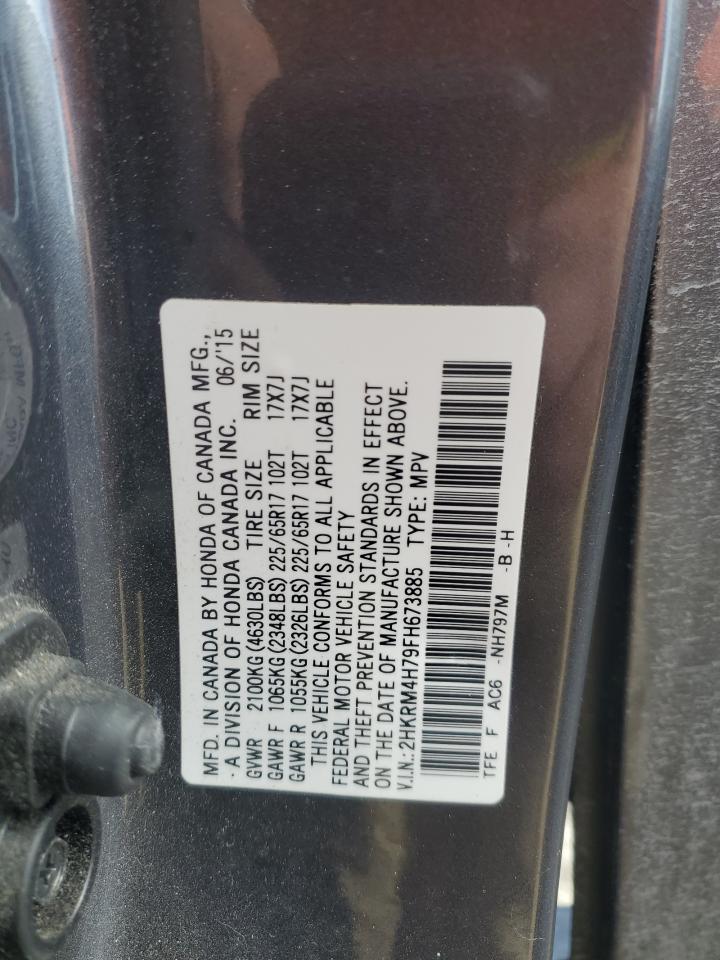 MFD. IN CANADA BY HONDA OF CANADA MFG.,
- A DIVISION OF HONDA CANADA INC. 06/'15
GVWR 2100KG(4630LBS) TIRE SIZE RIM SIZE
GAWR F 1065KG(2348LBS) 225/65R17 102T 17X7J
GAWR R 1055KG(2326LBS) 225/65R17 102T 17X7J
THIS VEHICLE CONFORMS TO ALL APPLICABLE
FEDERAL MOTOR VEHICLE SAFETY
AND THEFT PREVENTION STANDARDS IN EFFECT
ON THE DATE OF MANUFACTURE SHOWN ABOVE.
V.I.N.:2HKRM4H79FH673885 TYPE: MPV
TFE F AC6 -NH797M -B -H